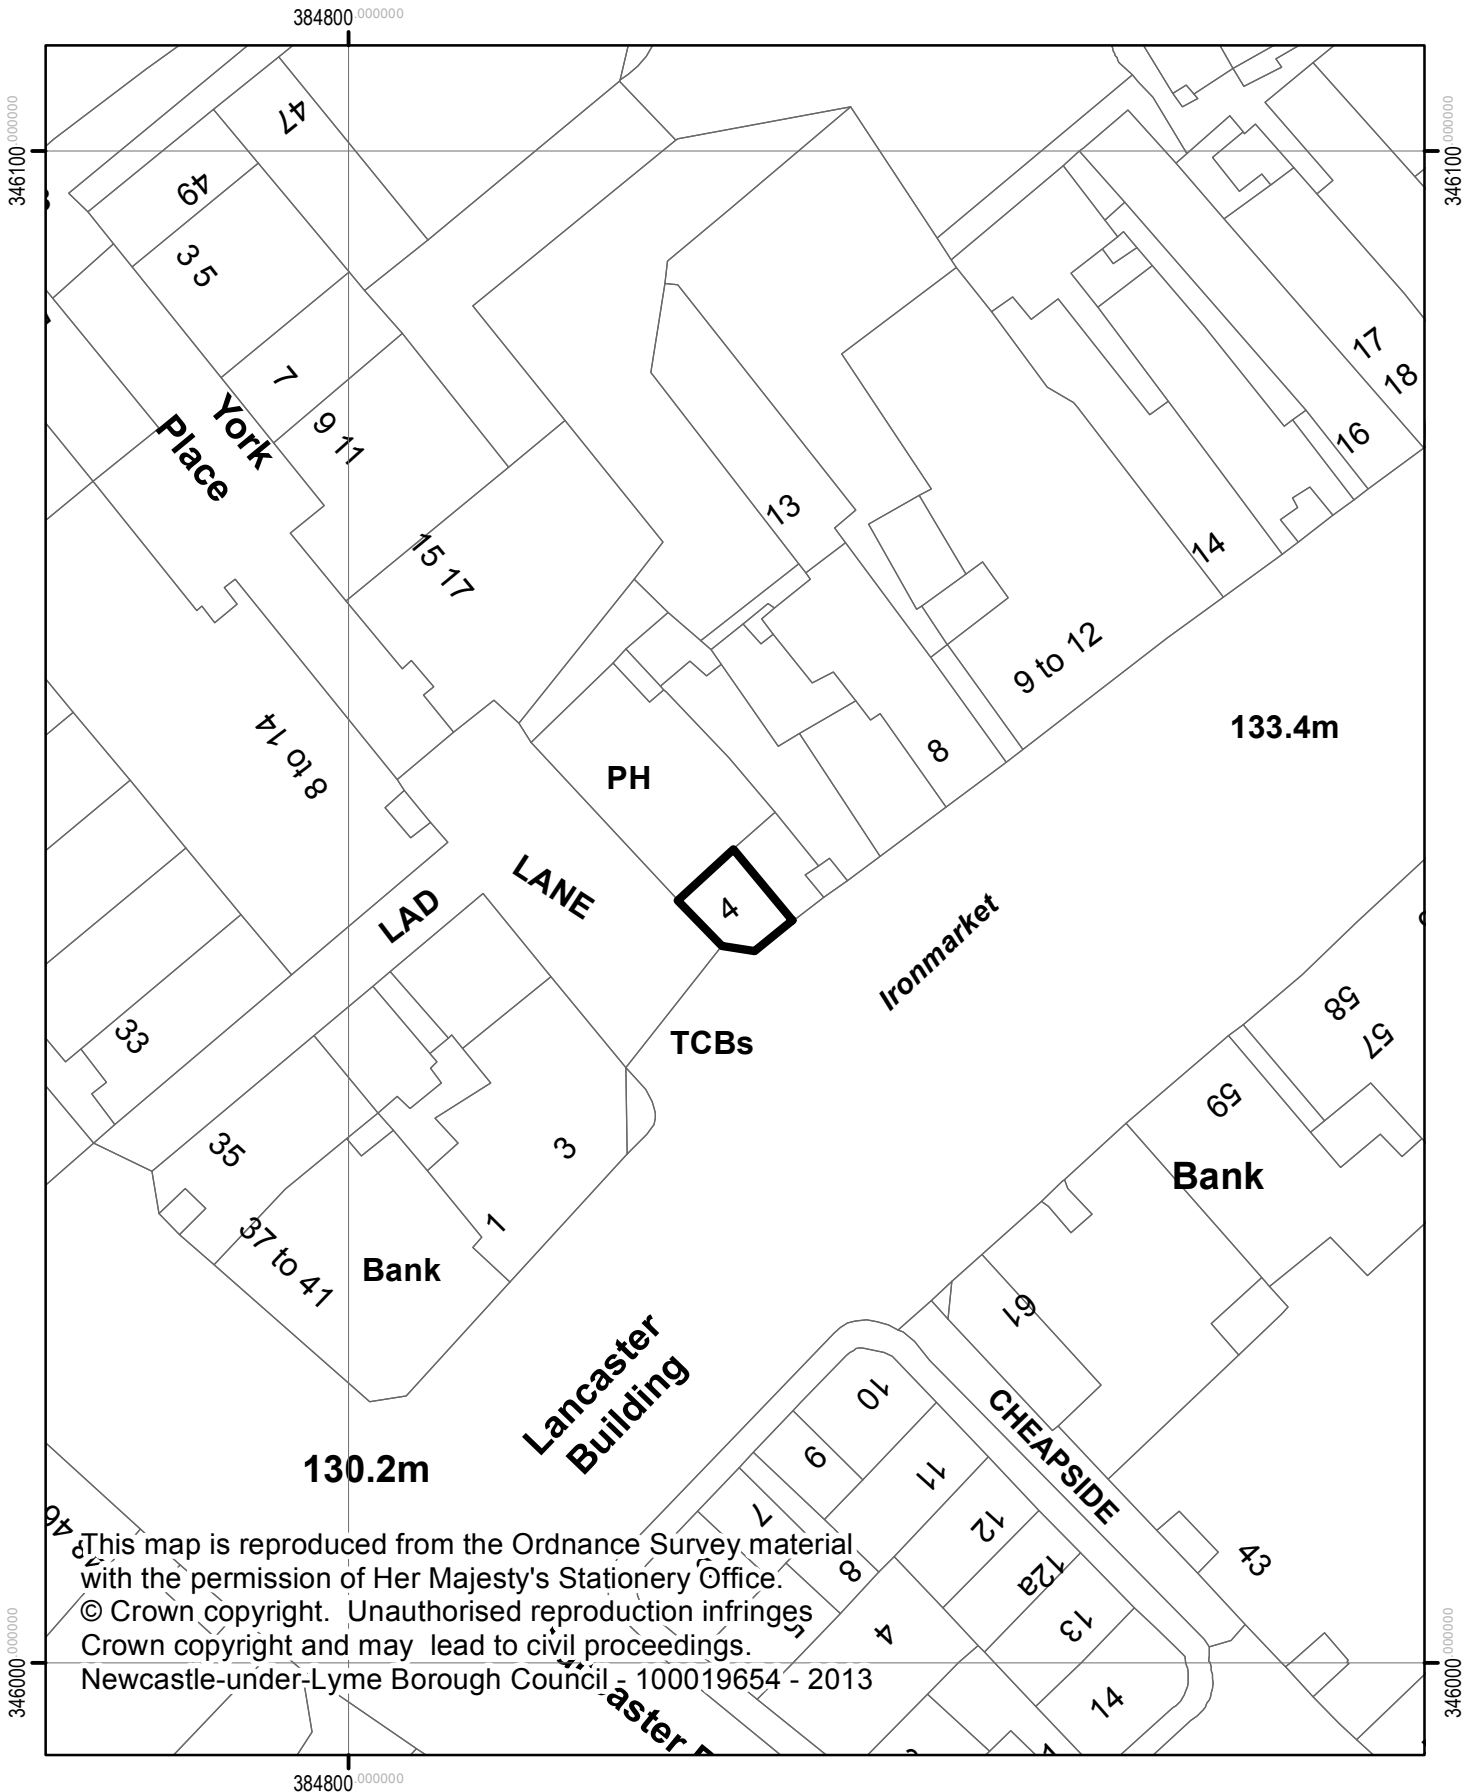 384800.000000
346100.000000
346100.000000
47
49
3 5
7
9 11
York
Place
15 17
13
17
18
16
14
9 to 12
8
133.4m
8 to 14
PH
LAD
LANE
4
Ironmarket
TCBs
33
35
37 to 41
Bank
1
3
58
57
59
Bank
61
Lancaster
Building
CHEAPSIDE
130.2m
10
9
11
7
12
8
12a
13
5
4
14
43
46
This map is reproduced from the Ordnance Survey material
with the permission of Her Majesty's Stationery Office.
© Crown copyright.  Unauthorised reproduction infringes
Crown copyright and may  lead to civil proceedings.
Newcastle-under-Lyme Borough Council - 100019654 - 2013
346000.000000
346000.000000
384800.000000